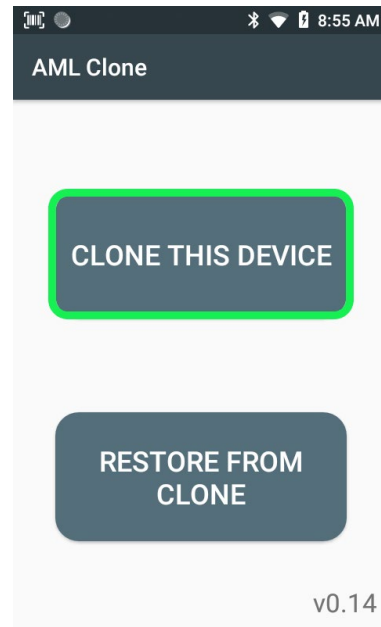 8:55 AM
AML Clone
CLONE THIS DEVICE
RESTORE FROM
CLONE
v0.14